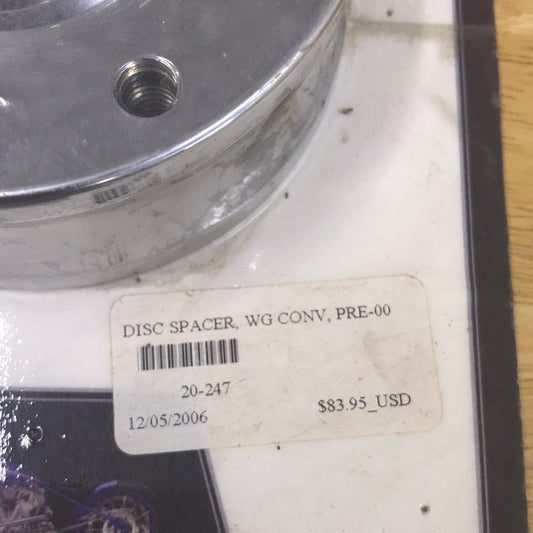 DISC SPACER, WG CONV, PRE-00
20-247
12/05/2006
$83.95_USD